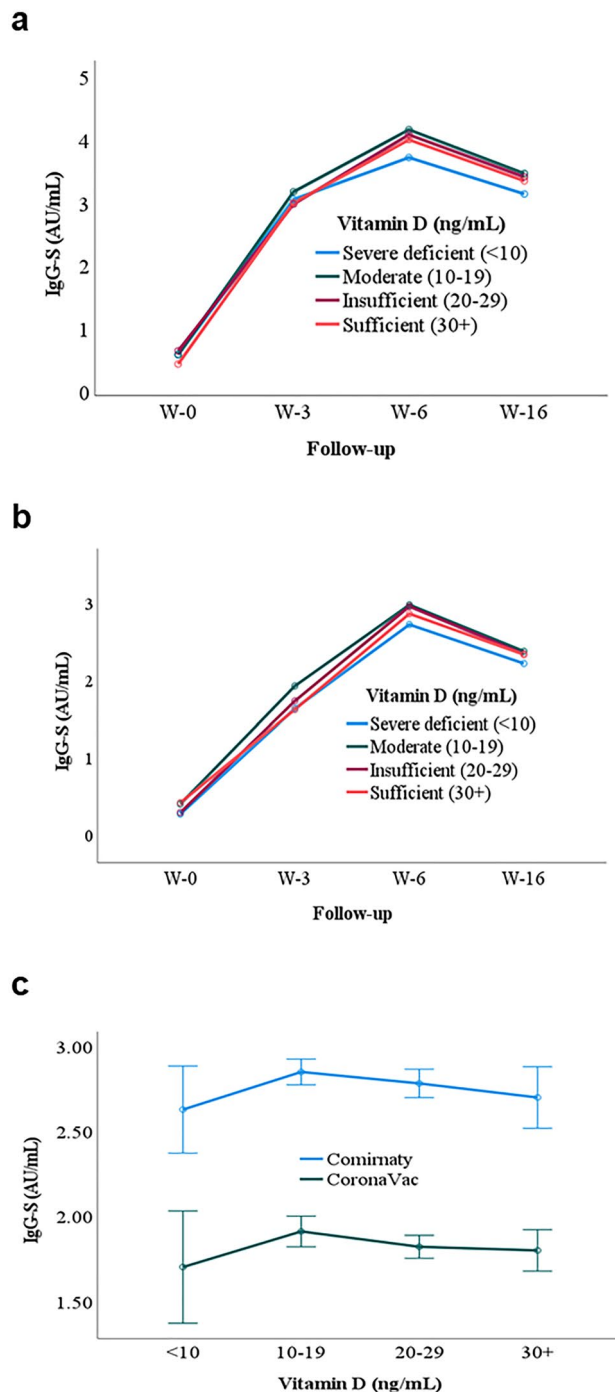 a
5
4
3
2
1
0
IgG-S (AU/mL)
Vitamin D (ng/mL)
Severe deficient (<10)
Moderate (10-19)
Insufficient (20-29)
Sufficient (30+)
W-0 W-3 W-6 W-16
Follow-up
b
3
2
1
0
IgG-S (AU/mL)
Vitamin D (ng/mL)
Severe deficient (<10)
Moderate (10-19)
Insufficient (20-29)
Sufficient (30+)
W-0 W-3 W-6 W-16
Follow-up
c
3.00
2.50
2.00
1.50
IgG-S (AU/mL)
Comirnaty
CoronaVac
<10 10-19 20-29 30+
Vitamin D (ng/mL)